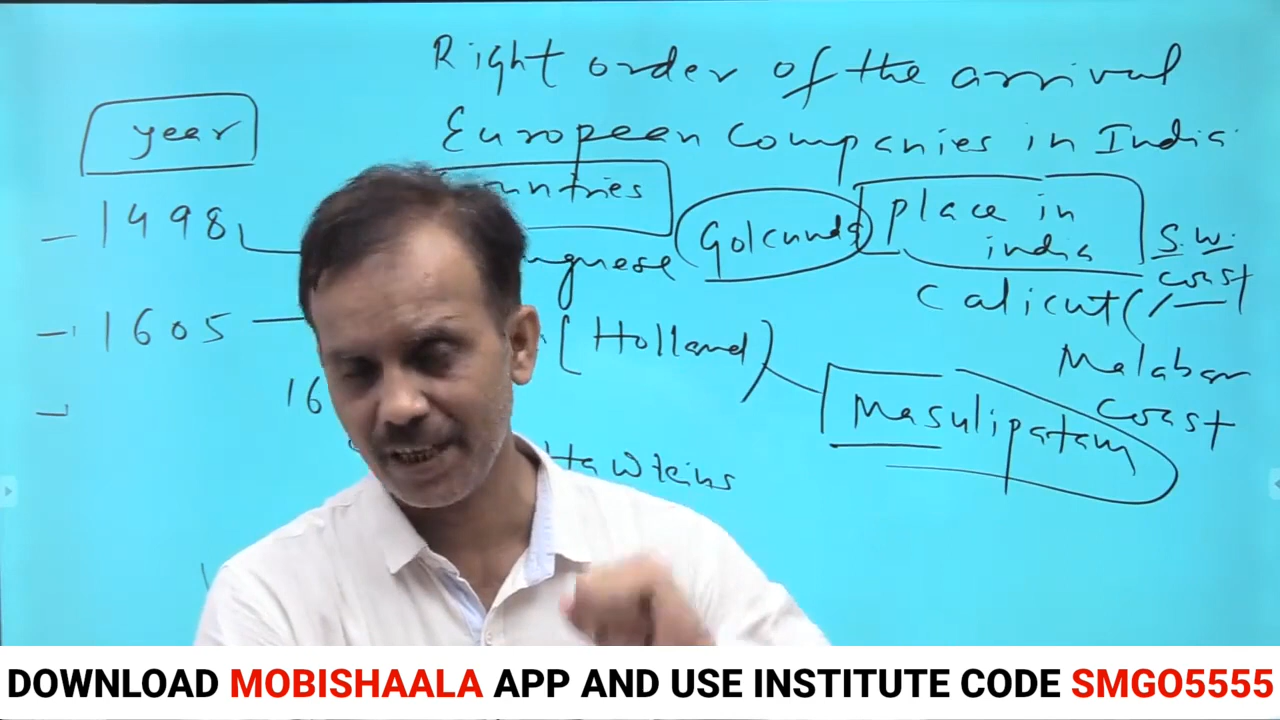 Right order of the arrival
European Companies in India
year
Golcunda
Place in
india
1498
S.W.
coast
Calicut (
1605
(Holland)
Malabar
coast
Masulipatam
16
Hawkins
DOWNLOAD MOBISHAALA APP AND USE INSTITUTE CODE SMGO5555